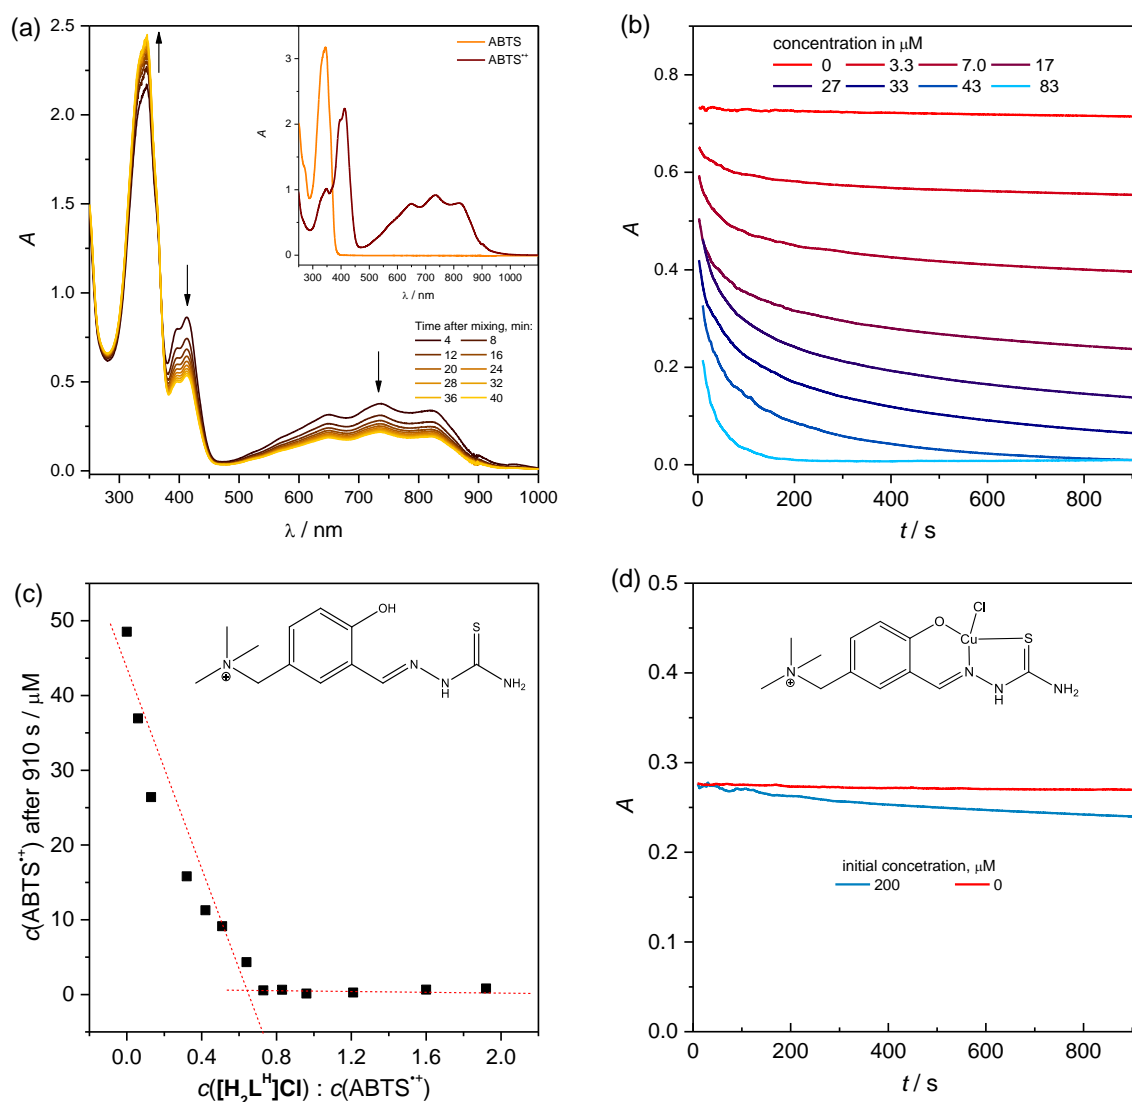 (a)
2.5
2.0
1.5
1.0
0.5
0.0
A
300 400 500 600 700 800 900 1000
λ / nm
3
2
1
0
A
300 400 500 600 700 800 900 1000
λ / nm
ABTS
ABTS•+
Time after mixing, min:
4 8
12 16
20 24
28 32
36 40
(b)
concentration in μM
0 3.3 7.0 17
27 33 43 83
0.8
0.6
0.4
0.2
0.0
A
0 200 400 600 800
t / s
(c)
50
40
30
20
10
0
c(ABTS•+) after 910 s / μM
0.0 0.4 0.8 1.2 1.6 2.0
c([H2LH]Cl) : c(ABTS•+)
OH
S
N
⊕
N
N
H
NH2
(d)
0.5
0.4
0.3
0.2
0.1
0.0
A
0 200 400 600 800
t / s
Cl
O
Cu
S
N
⊕
N
NH2
N
H
initial concetration, μM
200 0